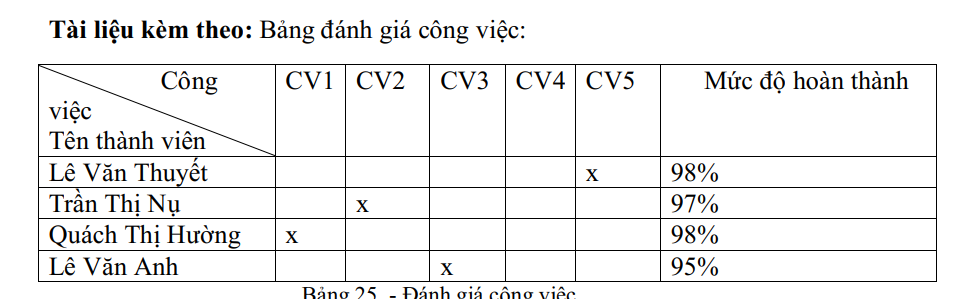 Tài liệu kèm theo: Bảng đánh giá công việc:
Công việc Tên thành viên CV1 CV2 CV3 CV4 CV5 Mức độ hoàn thành
Lê Văn Thuyết x 98%
Trần Thị Nụ x 97%
Quách Thị Hường x 98%
Lê Văn Anh x 95%
Bảng 25 - Đánh giá công việc